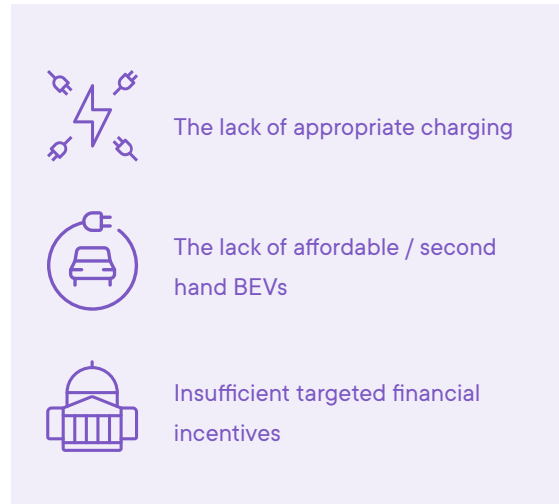 The lack of appropriate charging
The lack of affordable / second
hand BEVs
Insufficient targeted financial
incentives